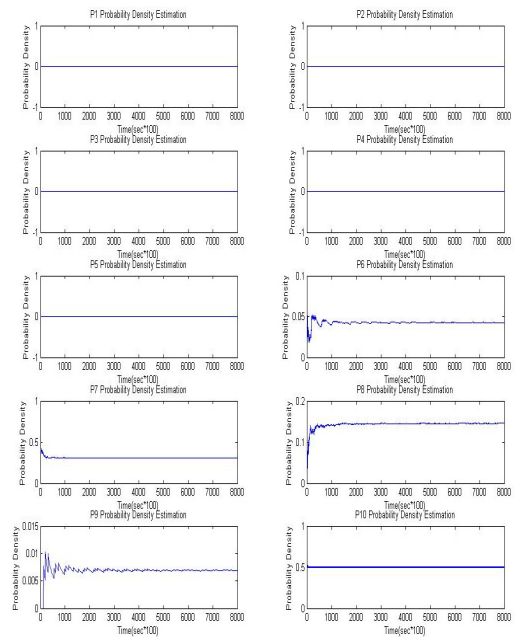 P1 Probability Density Estimation
1
0
-1
Probability Density
0 1000 2000 3000 4000 5000 6000 7000 8000
Time(sec*100)
P2 Probability Density Estimation
1
0
-1
Probability Density
0 1000 2000 3000 4000 5000 6000 7000 8000
Time(sec*100)
P3 Probability Density Estimation
1
0
-1
Probability Density
0 1000 2000 3000 4000 5000 6000 7000 8000
Time(sec*100)
P4 Probability Density Estimation
1
0
-1
Probability Density
0 1000 2000 3000 4000 5000 6000 7000 8000
Time(sec*100)
P5 Probability Density Estimation
1
0
-1
Probability Density
0 1000 2000 3000 4000 5000 6000 7000 8000
Time(sec*100)
P6 Probability Density Estimation
0.1
0.05
0
Probability Density
0 1000 2000 3000 4000 5000 6000 7000 8000
Time(sec*100)
P7 Probability Density Estimation
1
0.5
0
Probability Density
0 1000 2000 3000 4000 5000 6000 7000 8000
Time(sec*100)
P8 Probability Density Estimation
0.2
0.1
0
Probability Density
0 1000 2000 3000 4000 5000 6000 7000 8000
Time(sec*100)
P9 Probability Density Estimation
0.015
0.01
0.005
0
Probability Density
0 1000 2000 3000 4000 5000 6000 7000 8000
Time(sec*100)
P10 Probability Density Estimation
1
0.5
0
Probability Density
0 1000 2000 3000 4000 5000 6000 7000 8000
Time(sec*100)